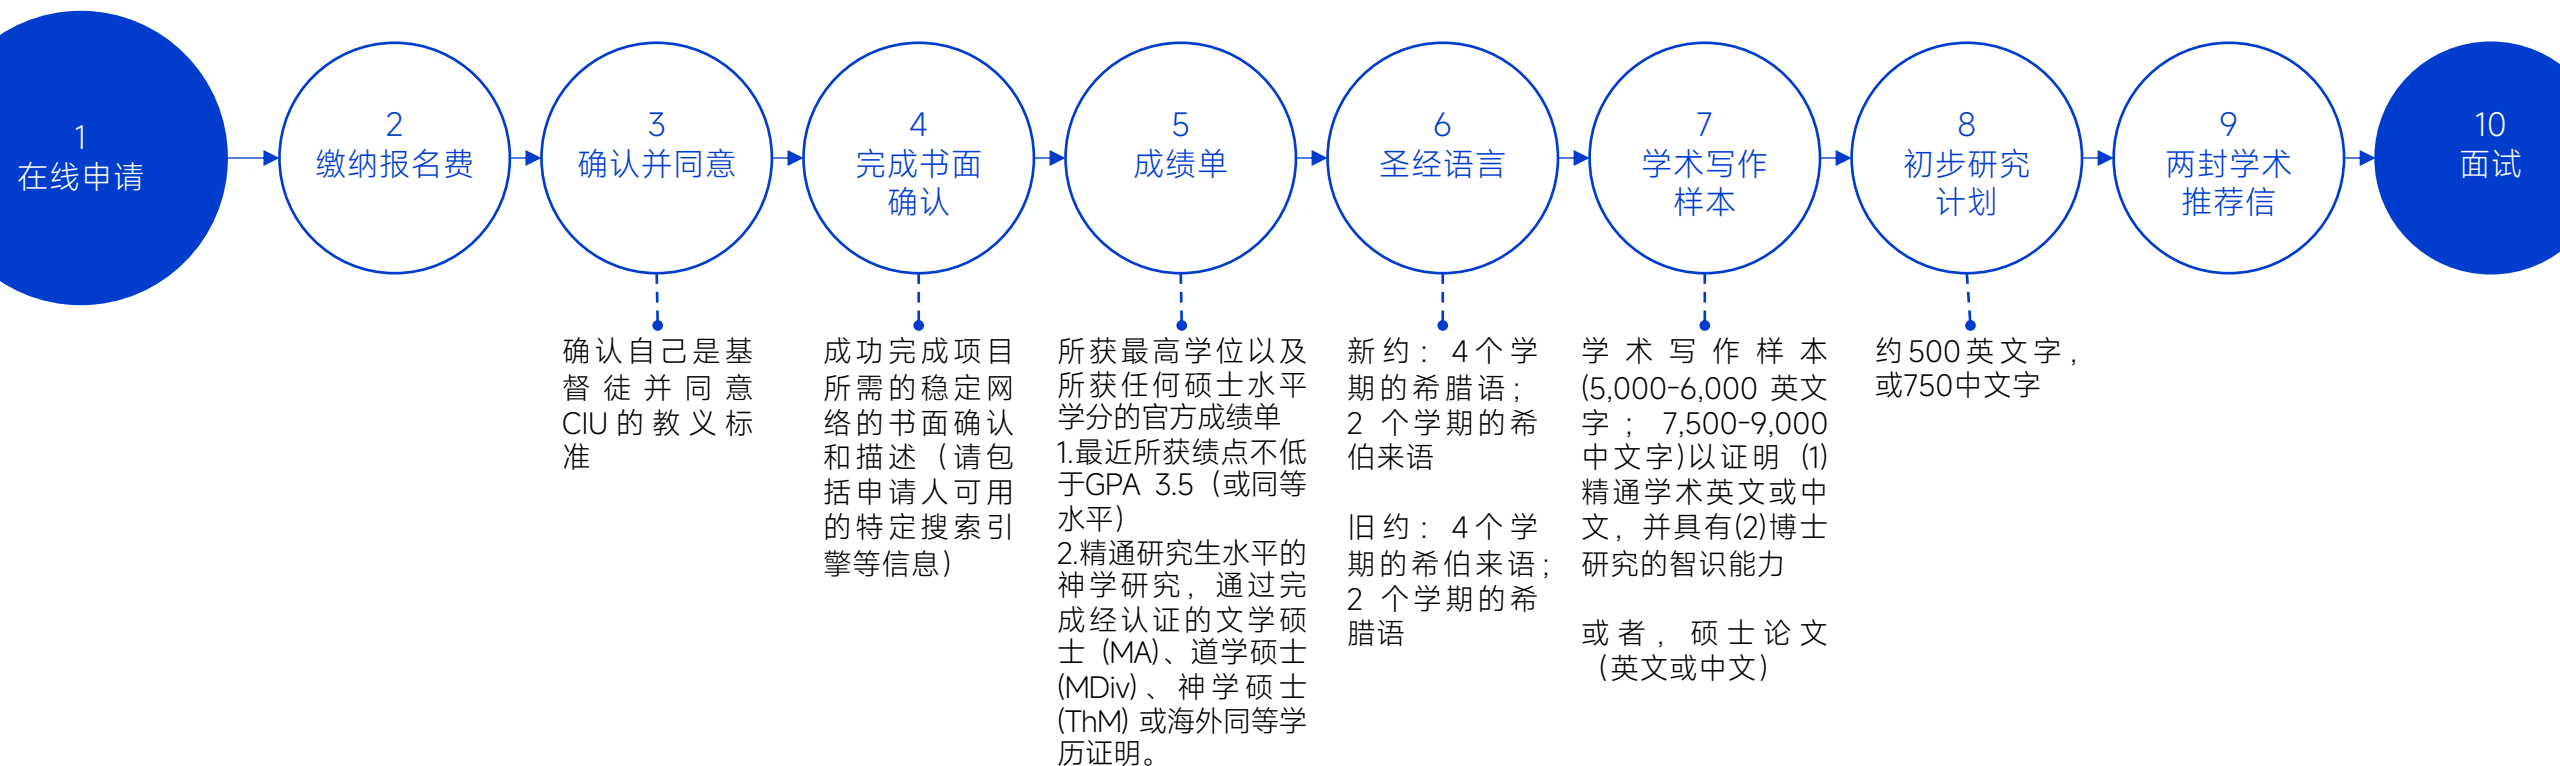 1
在线申请
2
缴纳报名费
3
确认并同意
4
完成书面
确认
5
成绩单
6
圣经语言
7
学术写作
样本
8
初步研究
计划
9
两封学术
推荐信
10
面试
确认自己是基
督徒并同意
CIU的教义标
准
成功完成项目
所需的稳定网
络的书面确认
和描述（请包
括申请人可用
的特定搜索引
擎等信息）
所获最高学位以及
所获任何硕士水平
学分的官方成绩单
1.最近所获绩点不低
于GPA 3.5（或同等
水平）
2.精通研究生水平的
神学研究，通过完
成经认证的文学硕
士 (MA)、道学硕士
(MDiv)、神学硕士
(ThM) 或海外同等学
历证明。
新约：4个学
期的希腊语；
2 个学期的希
伯来语
旧约：4个学
期的希伯来语；
2 个学期的希
腊语
学术写作样本
(5,000-6,000 英文
字；7,500-9,000
中文字)以证明 (1)
精通学术英文或中
文，并具有(2)博士
研究的智识能力
或者，硕士论文
（英文或中文）
约500英文字，
或750中文字